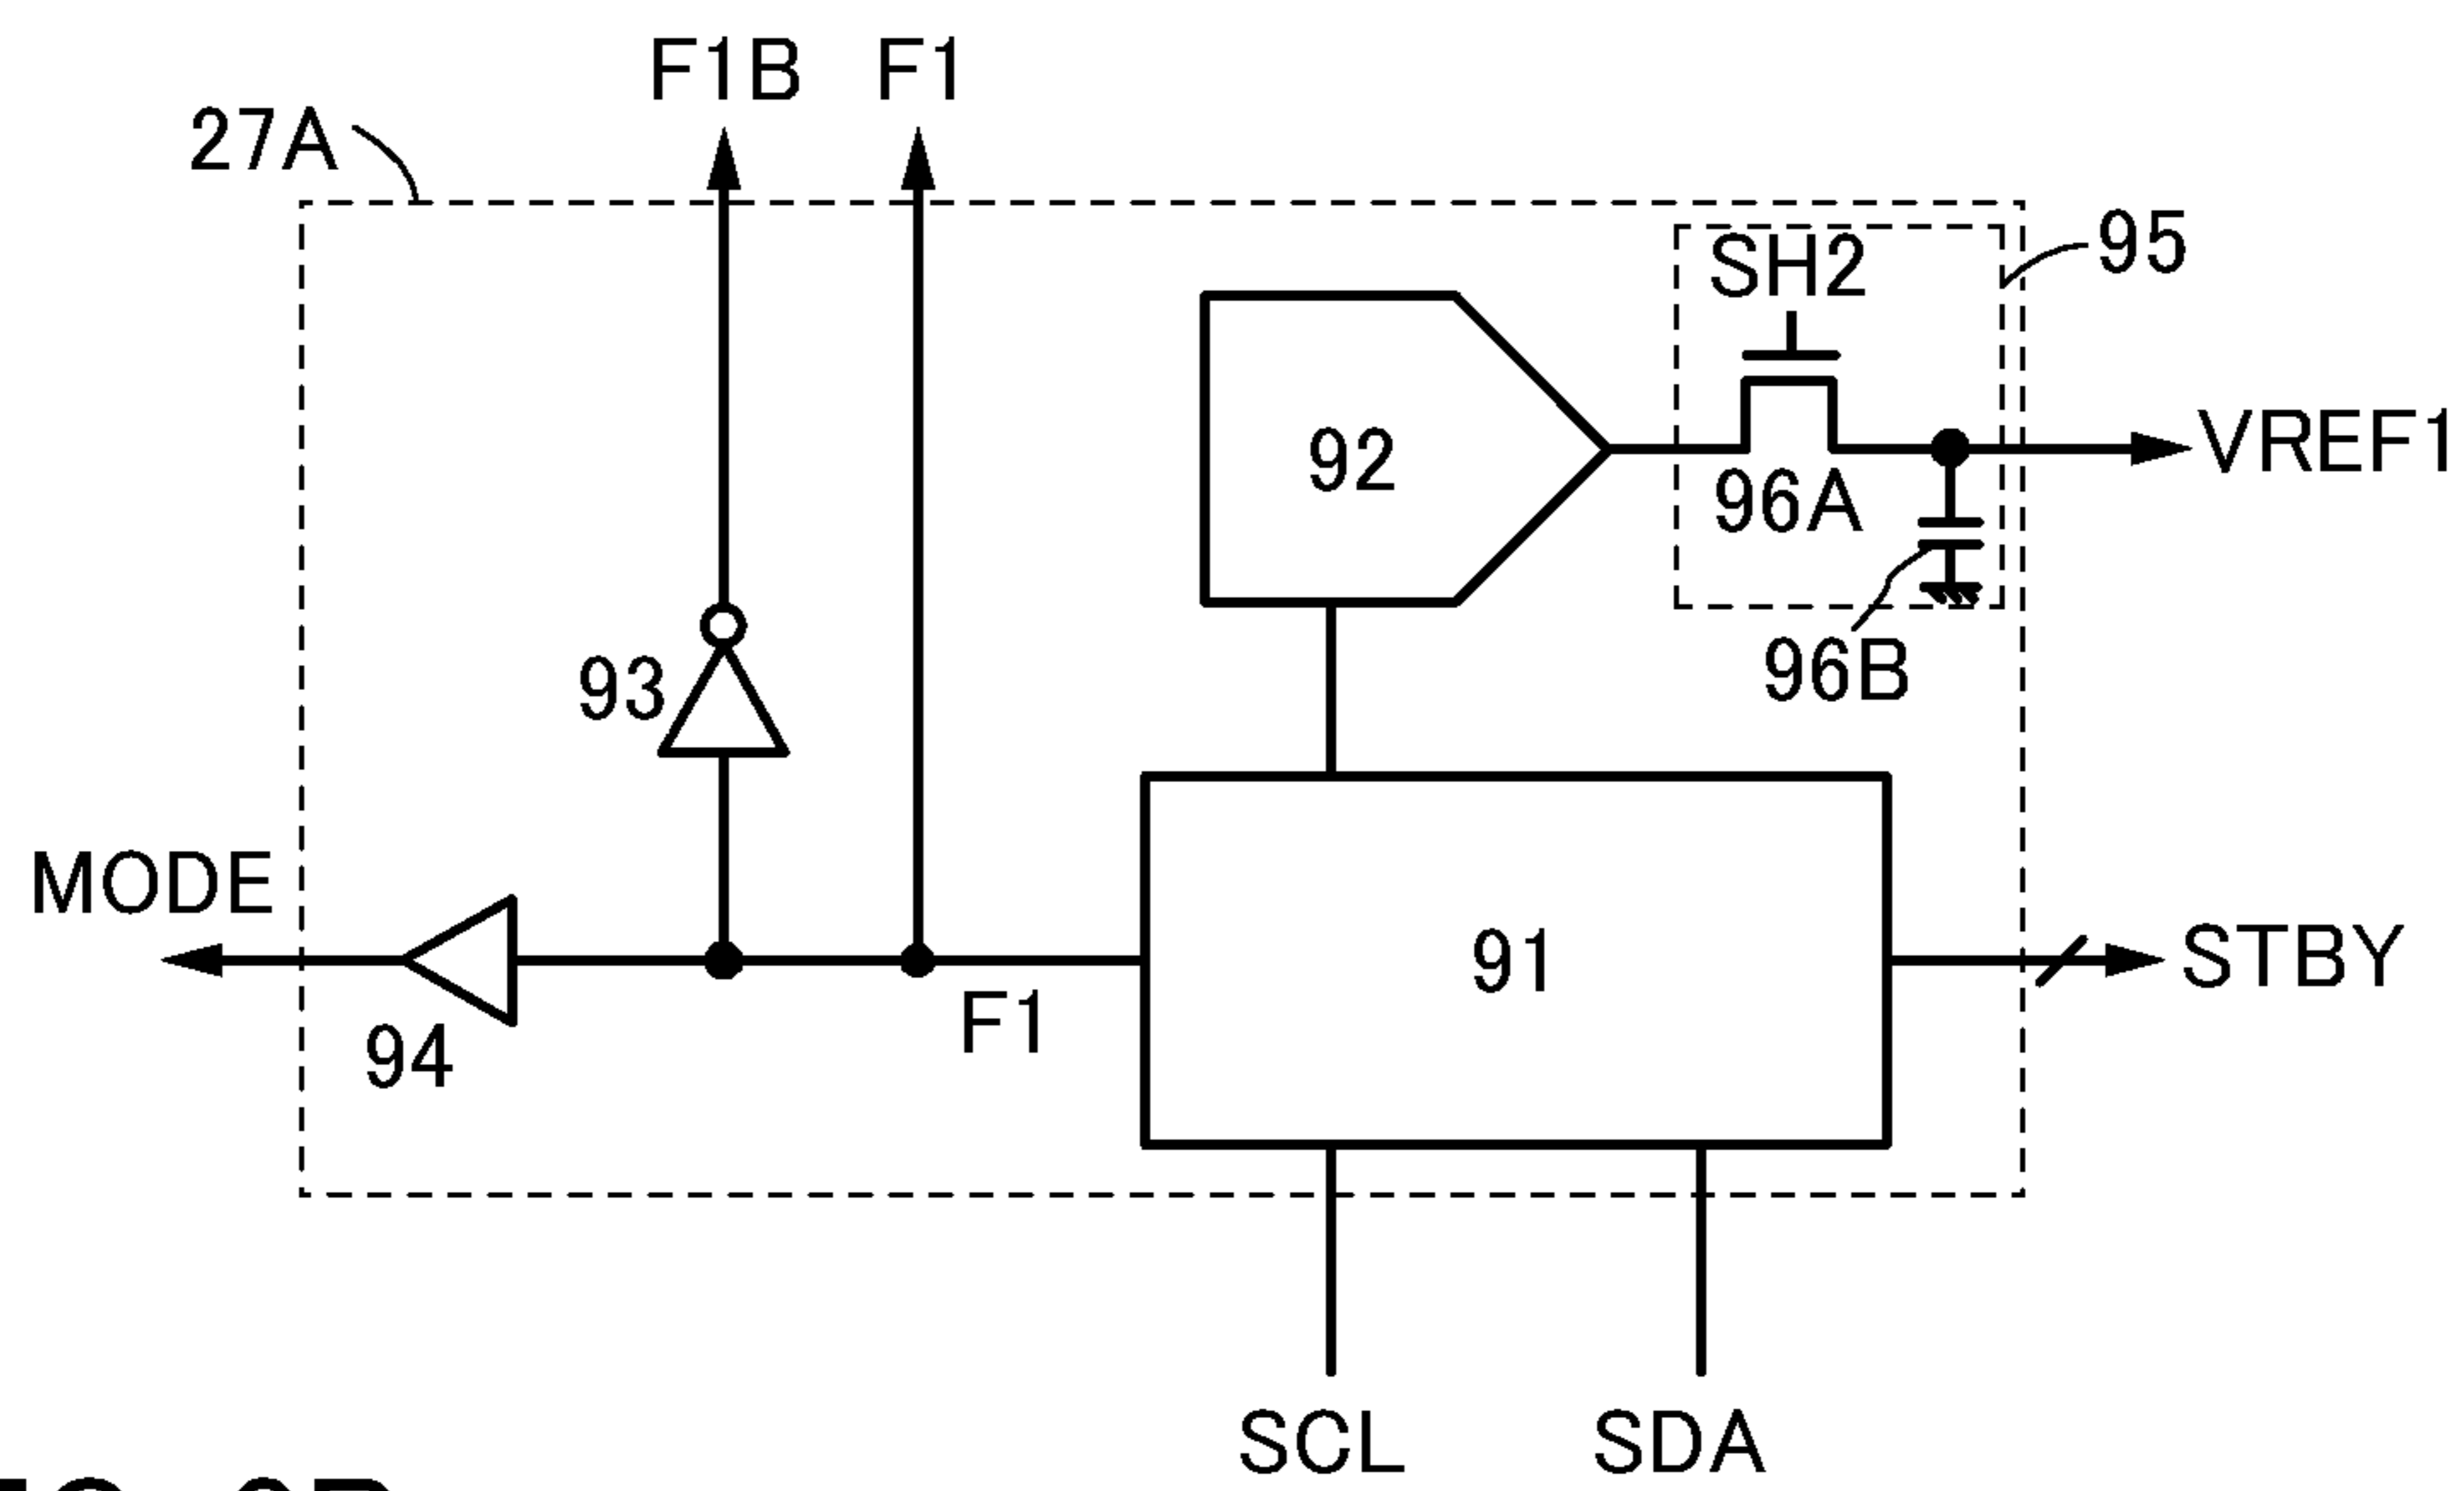 F1B F1
27A
SH2
95
92
VREF1
96A
96B
93
MODE
91
STBY
F1
94
SCL SDA